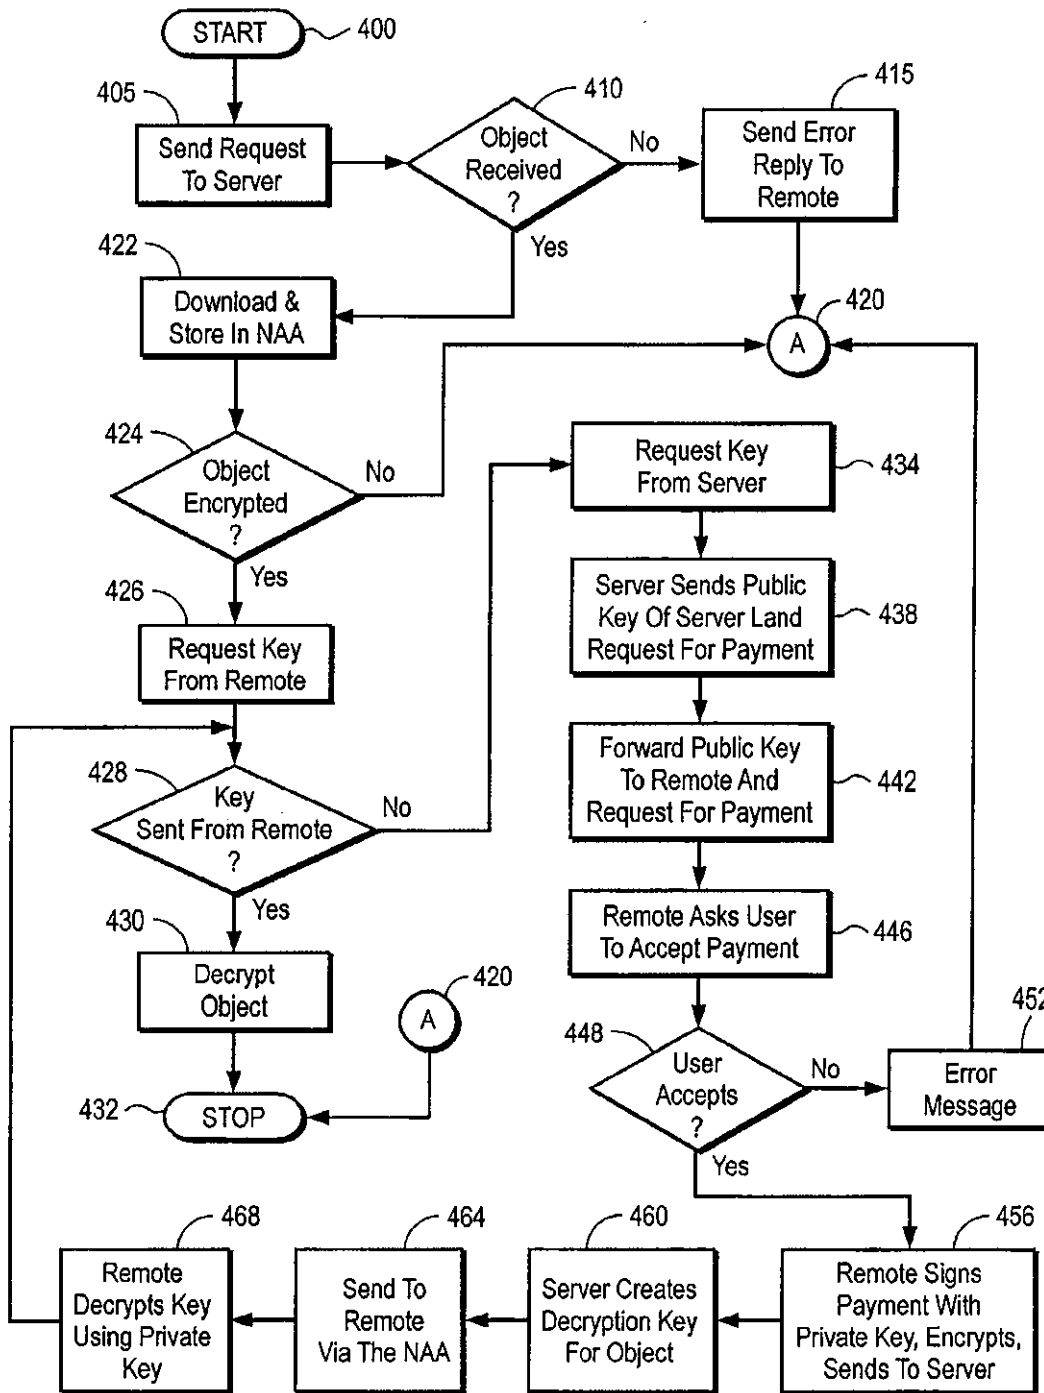 START
400
405
Send Request
To Server
410
Object
Received
?
No
Yes
415
Send Error
Reply To
Remote
422
Download &
Store In NAA
420
A
424
Object
Encrypted
?
No
Yes
426
Request Key
From Remote
428
Key
Sent From Remote
?
No
Yes
430
Decrypt
Object
420
A
432
STOP
Request Key
From Server
434
Server Sends Public
Key Of Server Land
Request For Payment
438
Forward Public Key
To Remote And
Request For Payment
442
Remote Asks User
To Accept Payment
446
448
User
Accepts
?
No
Yes
452
Error
Message
456
Remote Signs
Payment With
Private Key, Encrypts,
Sends To Server
460
Server Creates
Decryption Key
For Object
464
Send To
Remote
Via The NAA
468
Remote
Decrypts Key
Using Private
Key